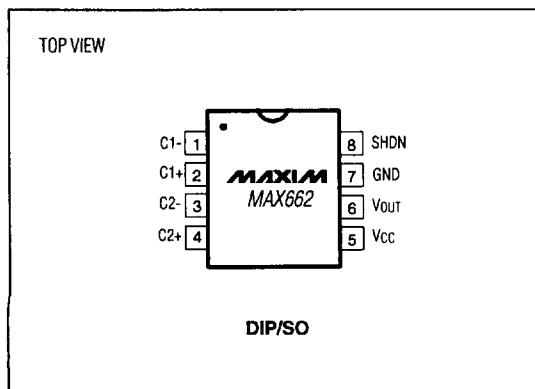 TOP VIEW
C1- 1
C1+ 2
C2- 3
C2+ 4
MAXIM
MAX662
8 SHDN
7 GND
6 VOUT
5 VCC
DIP/SO